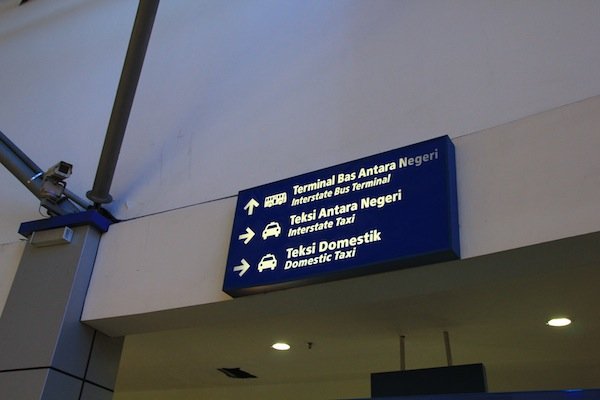 Terminal Bas Antara Negeri
Interstate Bus Terminal
Teksi Antara Negeri
Interstate Taxi
Teksi Domestik
Domestic Taxi